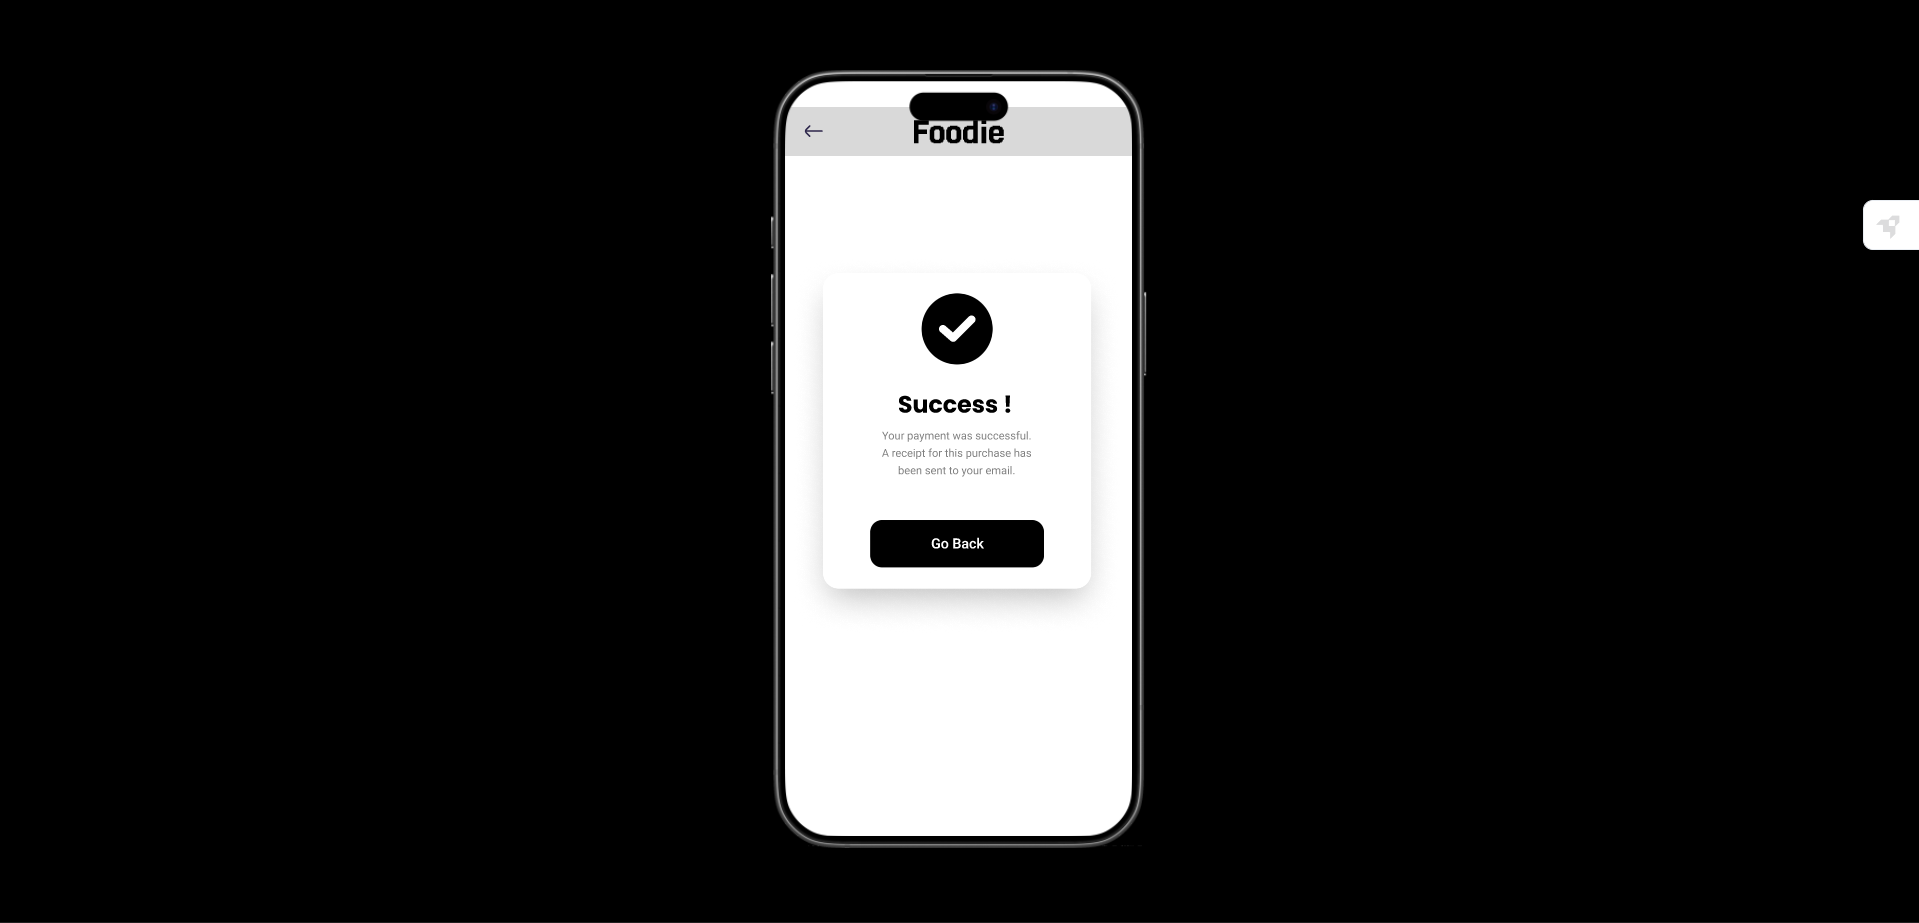 Foodie
Success !
Your payment was successful.
A receipt for this purchase has
been sent to your email.
Go Back